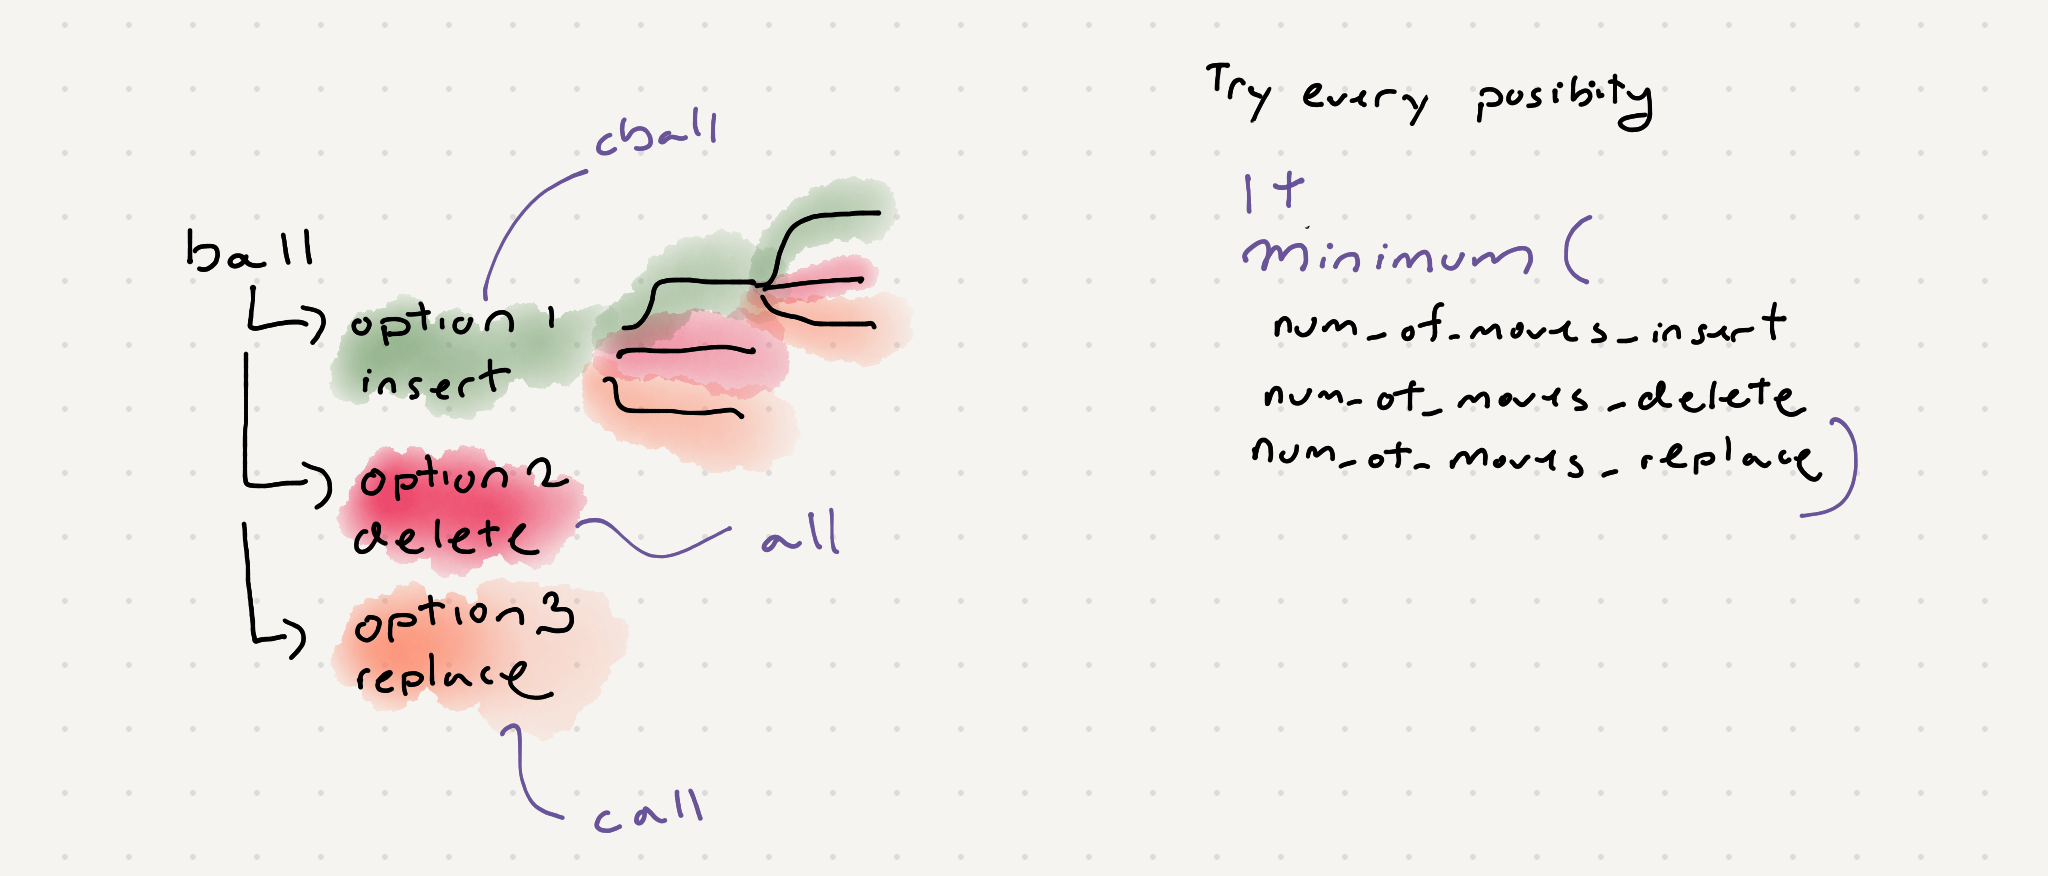 cball
ball
option 1
insert
option 2
delete
all
option 3
replace
call
Try every posibity
1 +
minimum (
num_of_moves_insert
num_of_moves_delete
num_of_moves_replace )